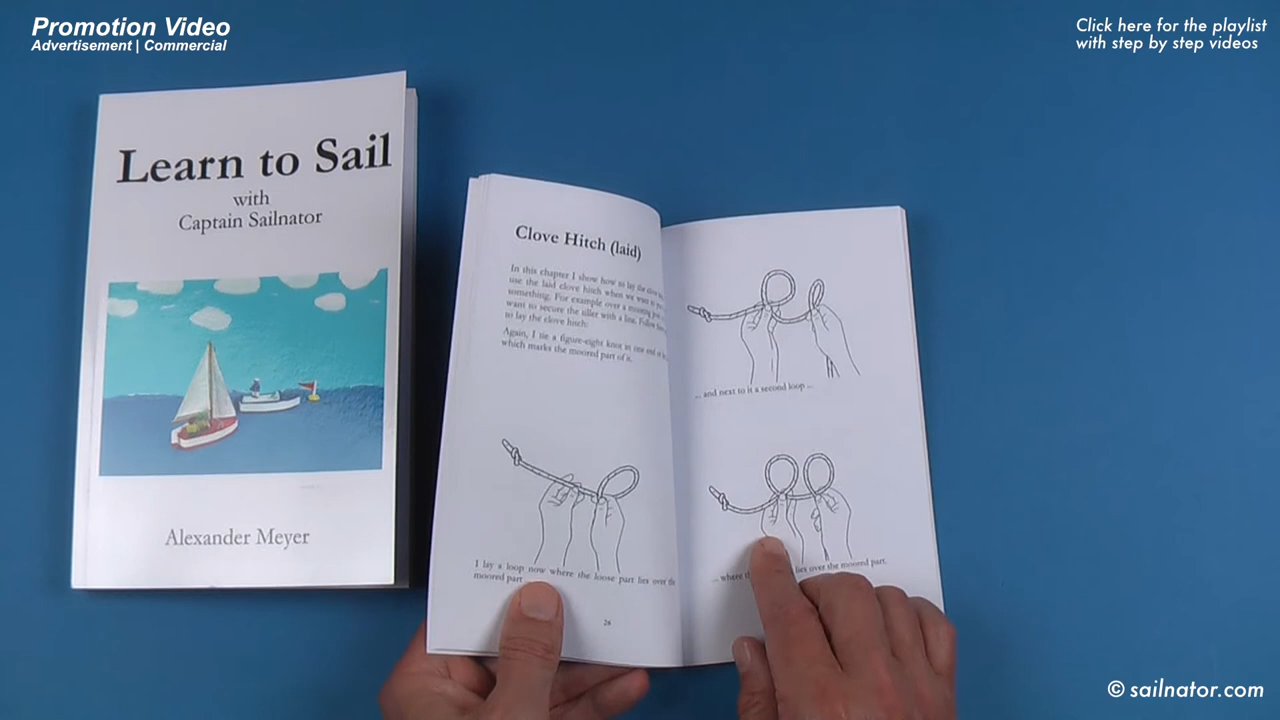 Promotion Video
Advertisement | Commercial
Click here for the playlist
with step by step videos
Learn to Sail
with
Captain Sailnator
Alexander Meyer
Clove Hitch (laid)
In this chapter I show how to lay the clove
use the laid clove hitch when we want to
something. For example over a mooring
want to secure the tiller with a line. Follow
to lay the clove hitch:
Again, I tie a figure-eight knot in one end of
which marks the moored part of it.
I lay a loop now where the loose part lies over the
moored part
26
... and next to it a second loop ...
... where lies over the moored part.
© sailnator.com